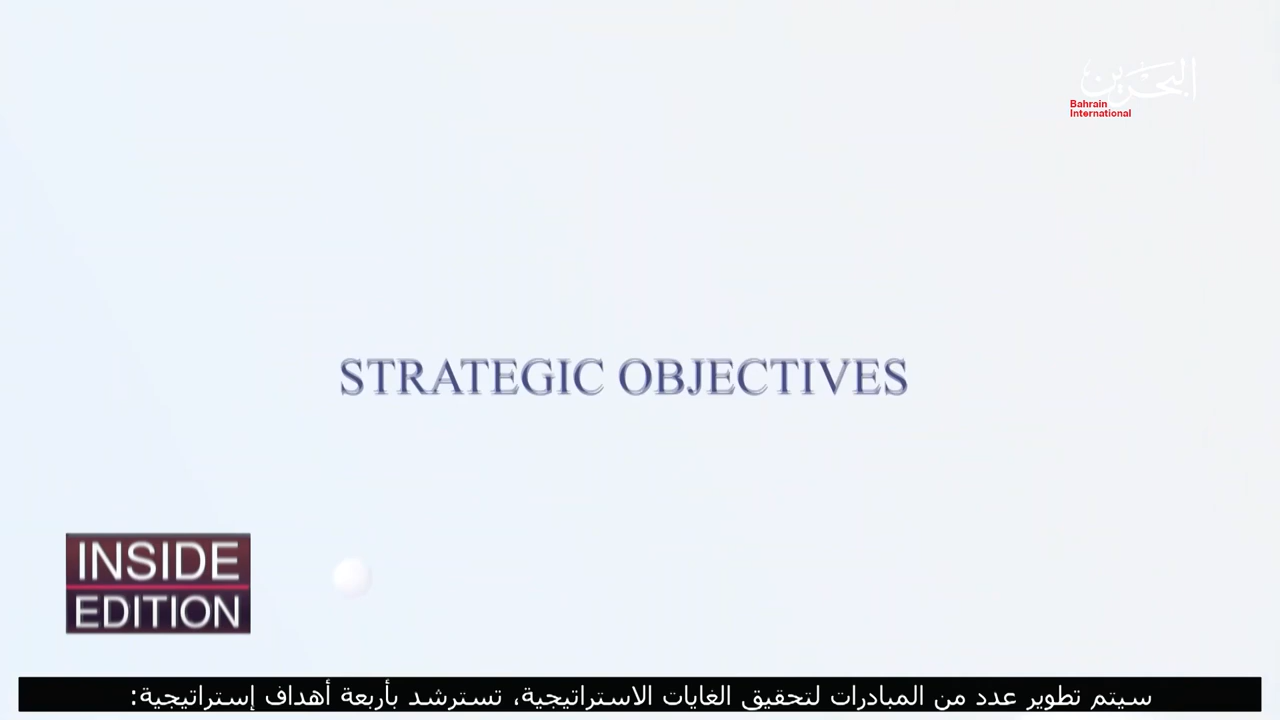 البحرين
Bahrain
International
STRATEGIC OBJECTIVES
INSIDE
EDITION
سيتم تطوير عدد من المبادرات لتحقيق الغايات الاستراتيجية، تسترشد بأربعة أهداف إستراتيجية: